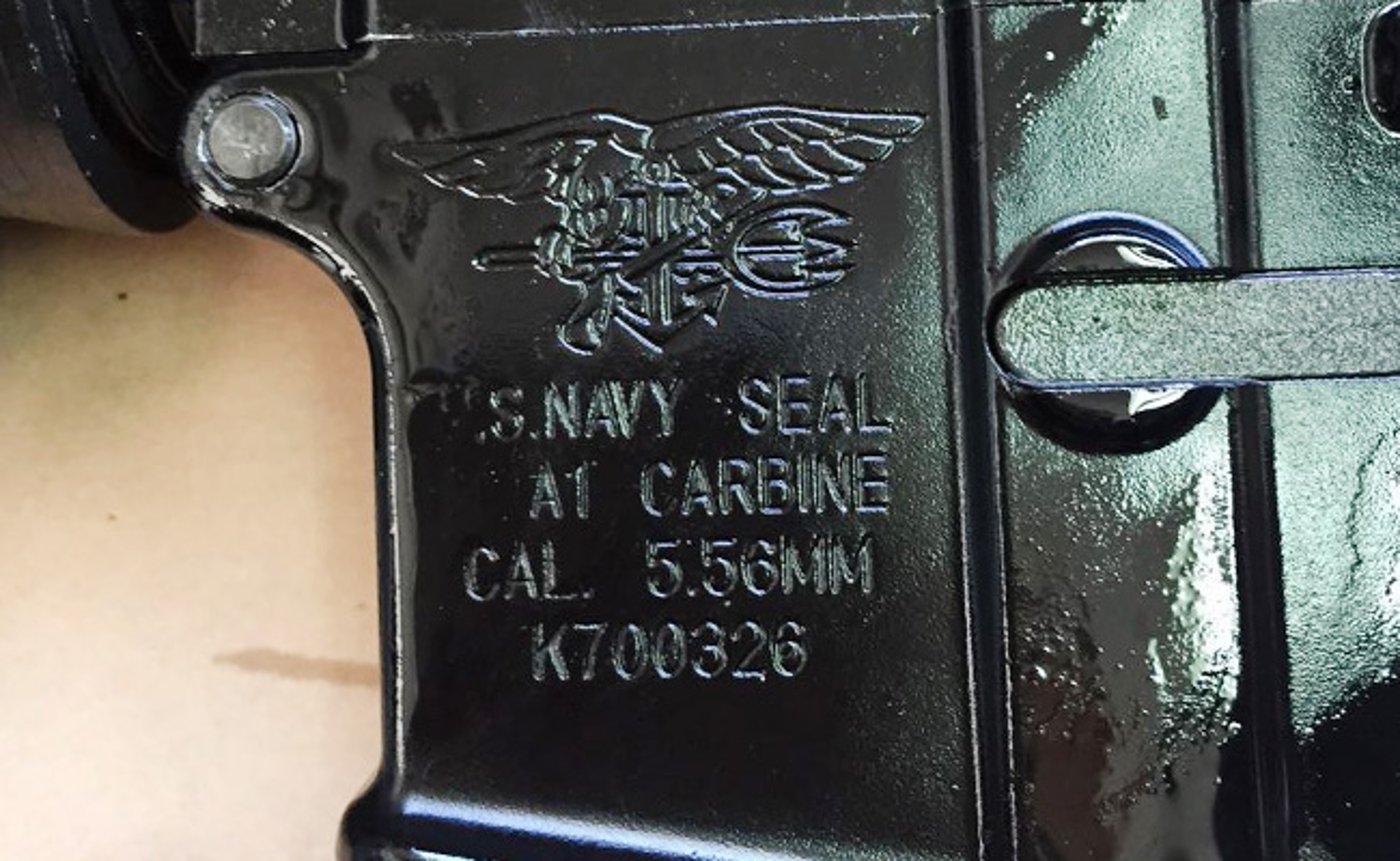 .S.NAVY SEAL
A1 CARBINE
CAL. 5.56MM
K700326